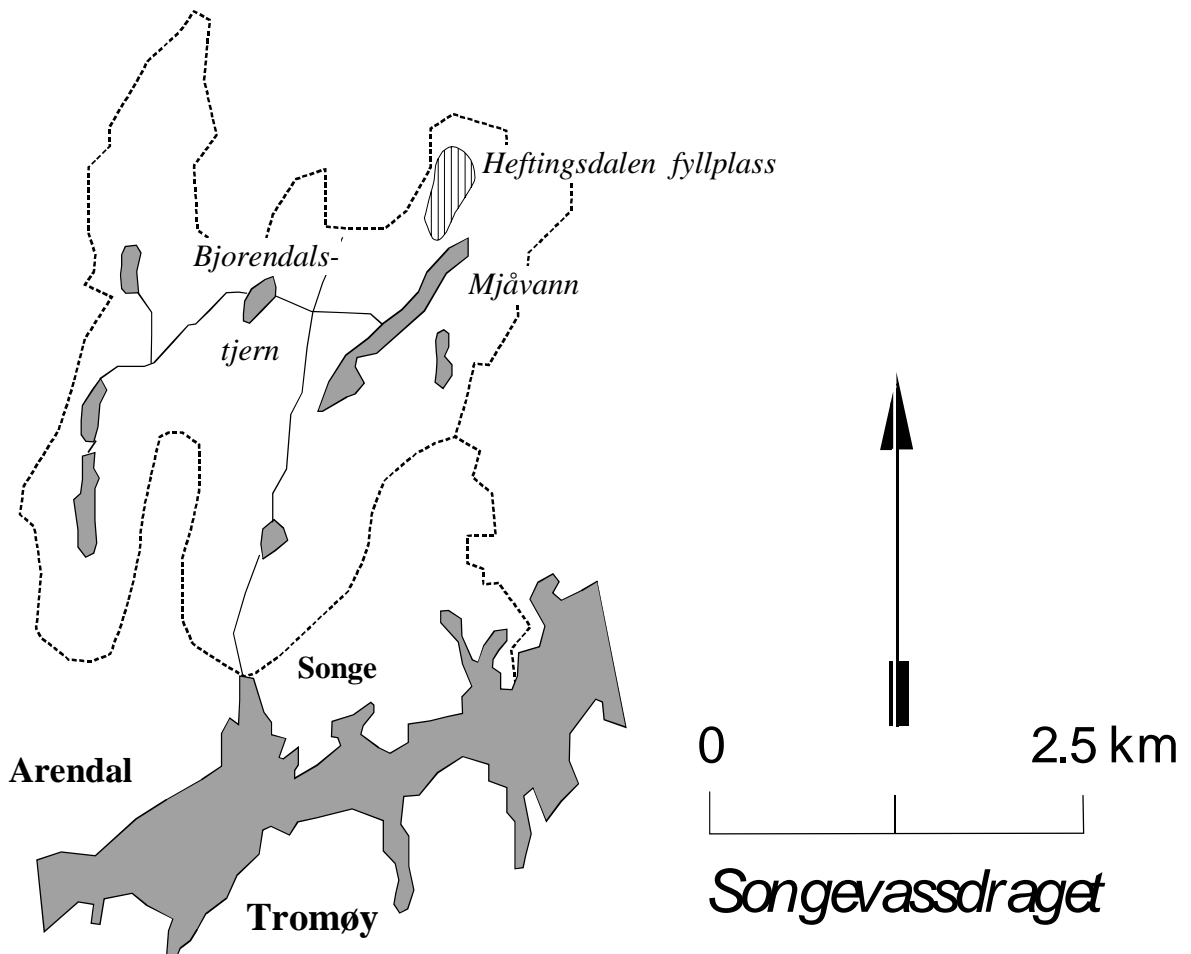 Heftingsdalen fyllplass
Bjorendals-
Mjåvann
tjern
Songe
Arendal
Tromøy
0 2.5 km
Songevassdraget